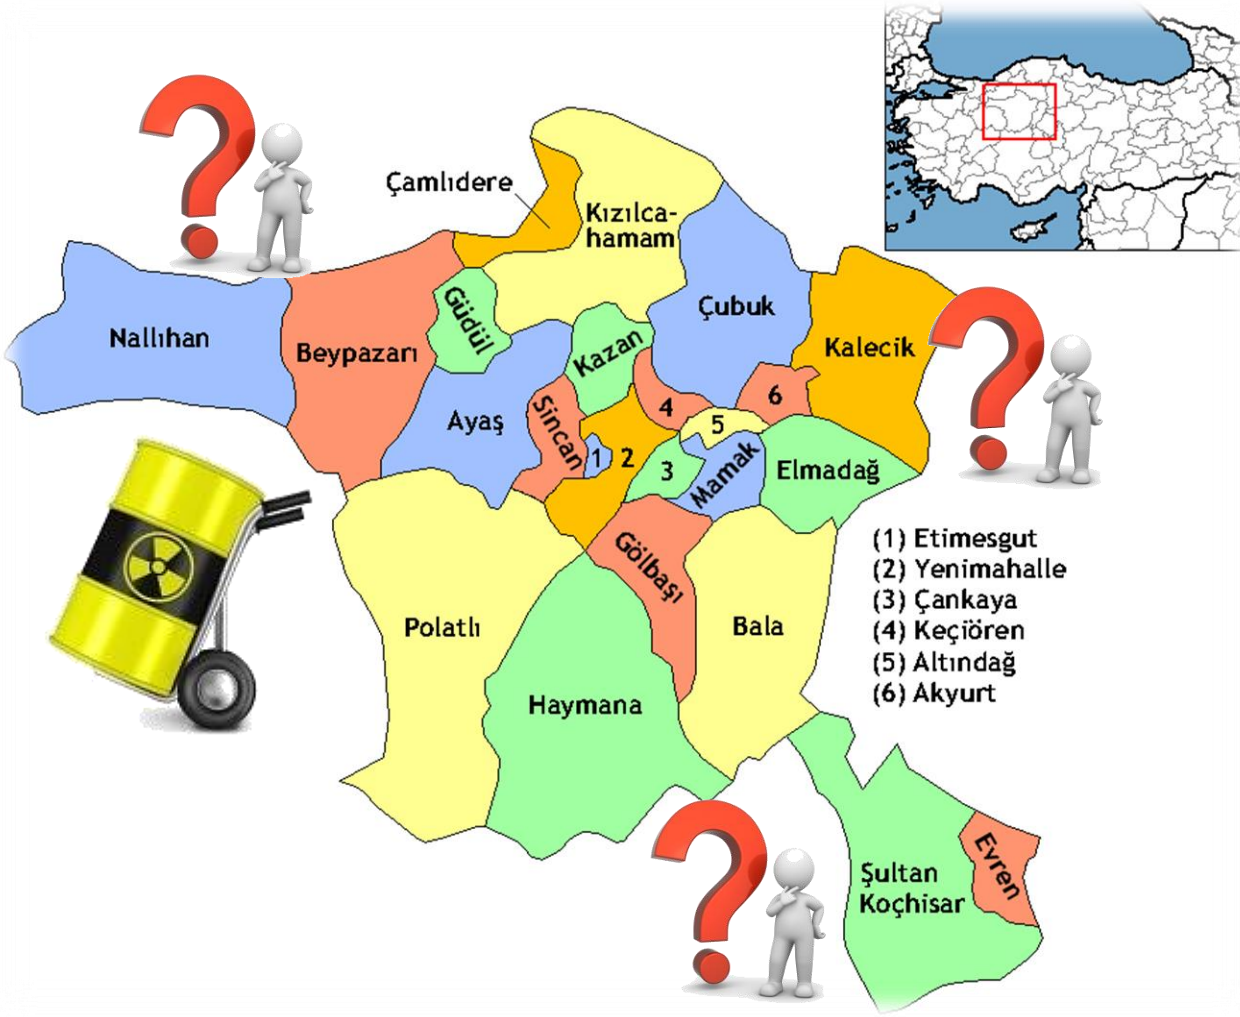 Çamlıdere
Kızılca-
hamam
Nallıhan
Beypazarı
Güdül
Çubuk
Kalecik
Kazan
Ayaş
Sincan
1
2
3
4
5
6
Mamak
Elmadağ
Gölbaşı
Polatlı
Bala
Haymana
(1) Etimesgut
(2) Yenimahalle
(3) Çankaya
(4) Keçiören
(5) Altındağ
(6) Akyurt
Şultan
Koçhisar
Evren